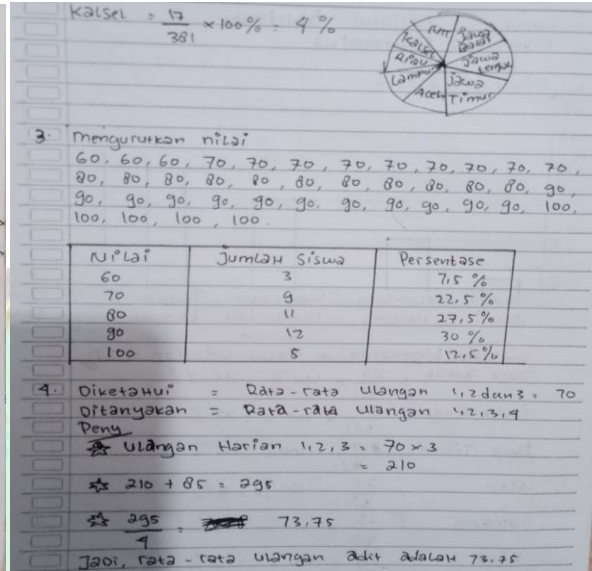 Kalsel = 17/381 × 100% = 4%
NTT
Jawa Barat
Kalsel
Jawa Tengah
Riau
Lampu
Jawa Timur
Aceh
3. mengurutkan nilai
60, 60, 60, 70, 70, 70, 70, 70, 70, 70, 70, 70,
80, 80, 80, 80, 80, 80, 80, 80, 80, 80, 80, 90,
90, 90, 90, 90, 90, 90, 90, 90, 90, 90, 90, 100,
100, 100, 100, 100.
Nilai Jumlah Siswa Persentase
60 3 7,5 %
70 9 22,5 %
80 11 27,5 %
90 12 30 %
100 5 12,5 %
4. Diketahui = Rata-rata ulangan 1,2 dan 3 = 70
Ditanyakan = Rata-rata ulangan 1,2,3,4
Peny
Ulangan Harian 1,2,3 = 70 × 3
= 210
210 + 85 = 295
295/4 = 73,75
Jadi, rata-rata ulangan adit adalah 73,75